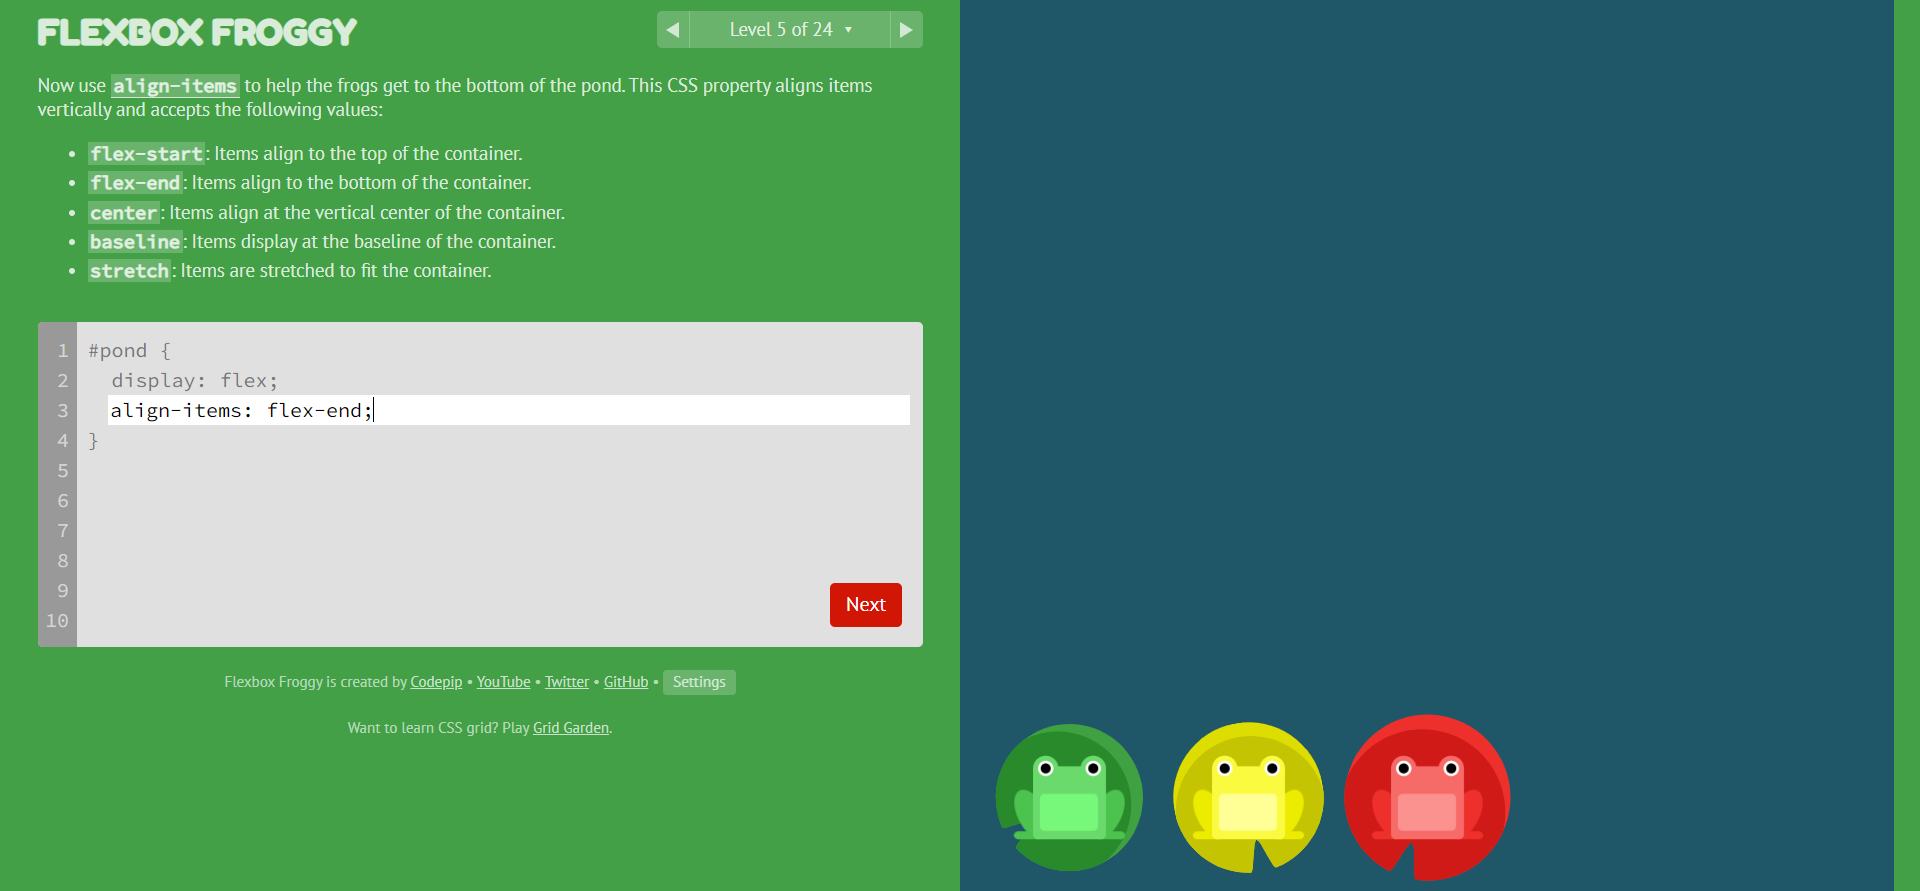 FLEXBOX FROGGY
Level 5 of 24
Now use align-items to help the frogs get to the bottom of the pond. This CSS property aligns items
vertically and accepts the following values:
flex-start: Items align to the top of the container.
flex-end: Items align to the bottom of the container.
center: Items align at the vertical center of the container.
baseline: Items display at the baseline of the container.
stretch: Items are stretched to fit the container.
1 #pond {
2 display: flex;
3 align-items: flex-end;
4 }
5
6
7
8
9
10
Next
Flexbox Froggy is created by Codepip • YouTube • Twitter • GitHub • Settings
Want to learn CSS grid? Play Grid Garden.